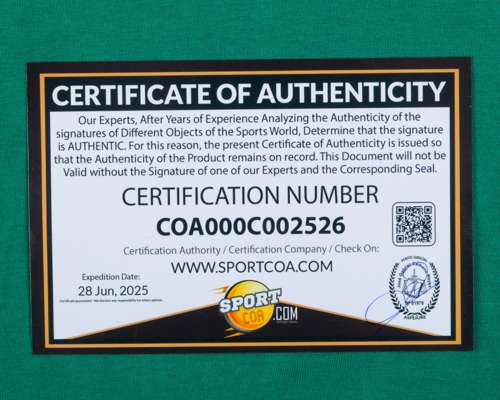 CERTIFICATE OF AUTHENTICITY
Our Experts, After Years of Experience Analyzing the Authenticity of the
signatures of Different Objects of the Sports World, Determine that the signature
is AUTHENTIC. For this reason, the present Certificate of Authenticity is issued so
that the Authenticity of the Product remains on record. This Document will not be
Valid without the Signature of one of our Experts and the Corresponding Seal.
CERTIFICATION NUMBER
COA000C002526
Certification Authority / Certification Company / Check On:
WWW.SPORTCOA.COM
Expedition Date:
28 Jun, 2025
SPORT
COA .COM